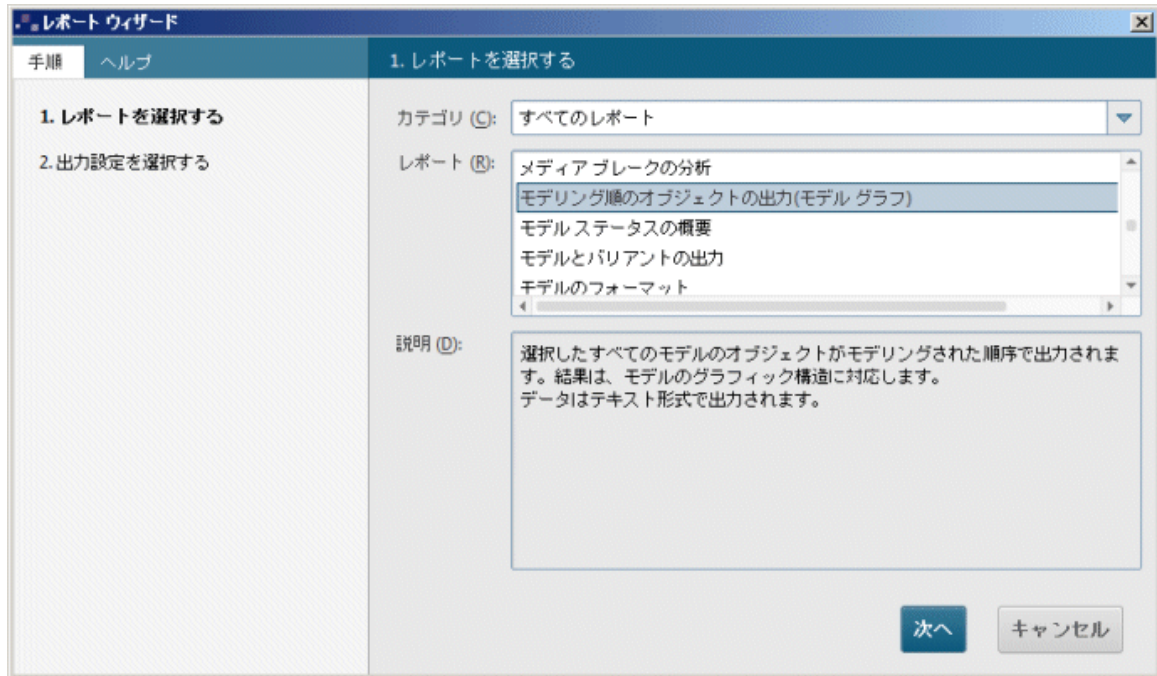 レポート ウィザード
手順 ヘルプ
1. レポートを選択する
1. レポートを選択する
2. 出力設定を選択する
カテゴリ (C): すべてのレポート
レポート (R):
メディア ブレークの分析
モデリング順のオブジェクトの出力(モデル グラフ)
モデル ステータスの概要
モデルとバリアントの出力
モデルのフォーマット
説明 (D):
選択したすべてのモデルのオブジェクトがモデリングされた順序で出力されま
す。結果は、モデルのグラフィック構造に対応します。
データはテキスト形式で出力されます。
次へ キャンセル